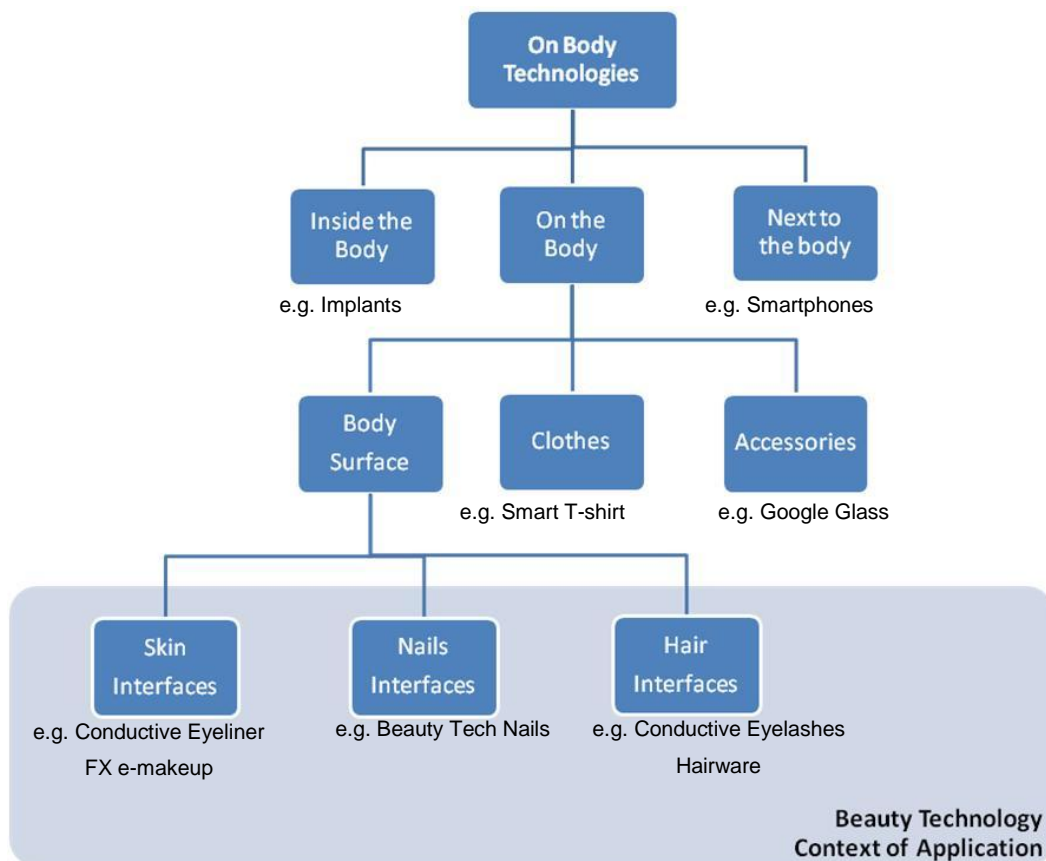 On Body
Technologies
Inside the
Body
On the
Body
Next to
the body
e.g. Implants
e.g. Smartphones
Body
Surface
Clothes
Accessories
e.g. Smart T-shirt
e.g. Google Glass
Skin
Interfaces
Nails
Interfaces
Hair
Interfaces
e.g. Conductive Eyeliner
FX e-makeup
e.g. Beauty Tech Nails
e.g. Conductive Eyelashes
Hairware
Beauty Technology
Context of Application